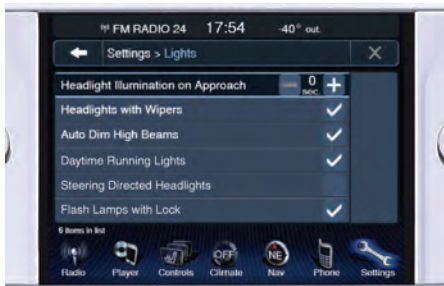 FM RADIO 24 17:54 -40° out.
Settings > Lights X
Headlight Illumination on Approach 0 sec.
Headlights with Wipers
Auto Dim High Beams
Daytime Running Lights
Steering Directed Headlights
Flash Lamps with Lock
6 items in list
OFF NE
Radio Player Controls Climate Nav Phone Settings